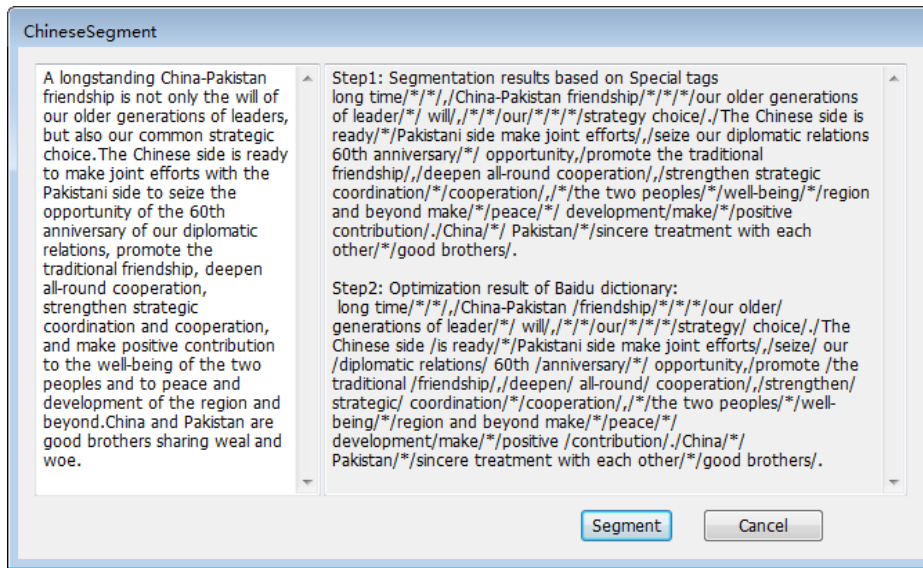 ChineseSegment
A longstanding China-Pakistan
friendship is not only the will of
our older generations of leaders,
but also our common strategic
choice.The Chinese side is ready
to make joint efforts with the
Pakistani side to seize the
opportunity of the 60th
anniversary of our diplomatic
relations, promote the
traditional friendship, deepen
all-round cooperation,
strengthen strategic
coordination and cooperation,
and make positive contribution
to the well-being of the two
peoples and to peace and
development of the region and
beyond.China and Pakistan are
good brothers sharing weal and
woe.
Step1: Segmentation results based on Special tags
long time/*/*/,/China-Pakistan friendship/*/*/*/our older generations
of leader/*/ will/,/*/*/our/*/*/*/strategy choice/./The Chinese side is
ready/*/Pakistani side make joint efforts/,/seize our diplomatic relations
60th anniversary/*/ opportunity,/promote the traditional
friendship/,/deepen all-round cooperation/,/strengthen strategic
coordination/*/cooperation/,/*/the two peoples/*/well-being/*/region
and beyond make/*/peace/*/ development/make/*/positive
contribution/./China/*/ Pakistan/*/sincere treatment with each
other/*/good brothers/.
Step2: Optimization result of Baidu dictionary:
long time/*/*/,/China-Pakistan /friendship/*/*/*/our older/
generations of leader/*/ will/,/*/*/our/*/*/*/strategy/ choice/./The
Chinese side /is ready/*/Pakistani side make joint efforts/,/seize/ our
/diplomatic relations/ 60th /anniversary/*/ opportunity,/promote /the
traditional /friendship/,/deepen/ all-round/ cooperation/,/strengthen/
strategic/ coordination/*/cooperation/,/*/the two peoples/*/well-
being/*/region and beyond make/*/peace/*/
development/make/*/positive /contribution/./China/*/
Pakistan/*/sincere treatment with each other/*/good brothers/.
Segment
Cancel